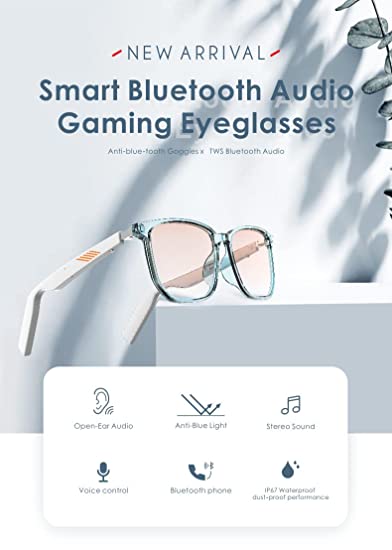 NEW ARRIVAL
Smart Bluetooth Audio
Gaming Eyeglasses
Anti-blue-tooth Goggles x TWS Bluetooth Audio
Open-Ear Audio
Anti-Blue Light
Stereo Sound
Voice control
Bluetooth phone
IP67 Waterproof
dust-proof performance